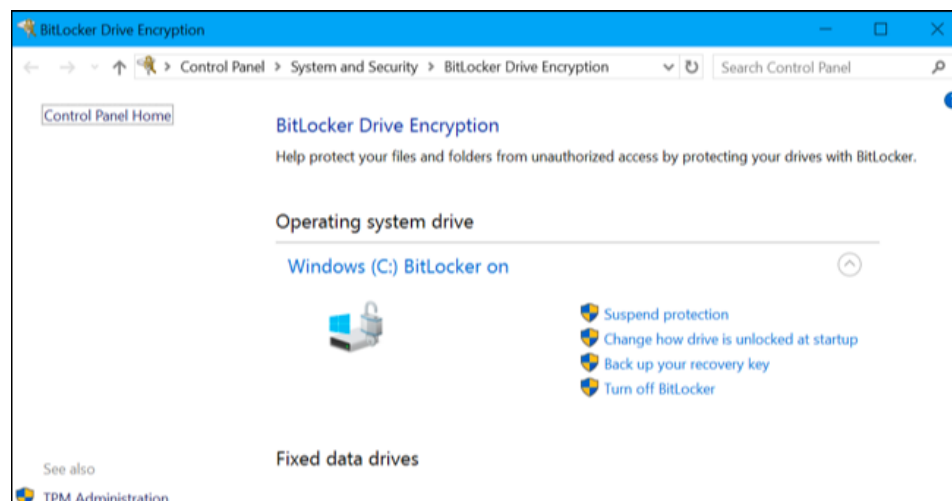 BitLocker Drive Encryption
Control Panel > System and Security > BitLocker Drive Encryption
Search Control Panel
Control Panel Home
BitLocker Drive Encryption
Help protect your files and folders from unauthorized access by protecting your drives with BitLocker.
Operating system drive
Windows (C:) BitLocker on
Suspend protection
Change how drive is unlocked at startup
Back up your recovery key
Turn off BitLocker
Fixed data drives
See also
TPM Administration